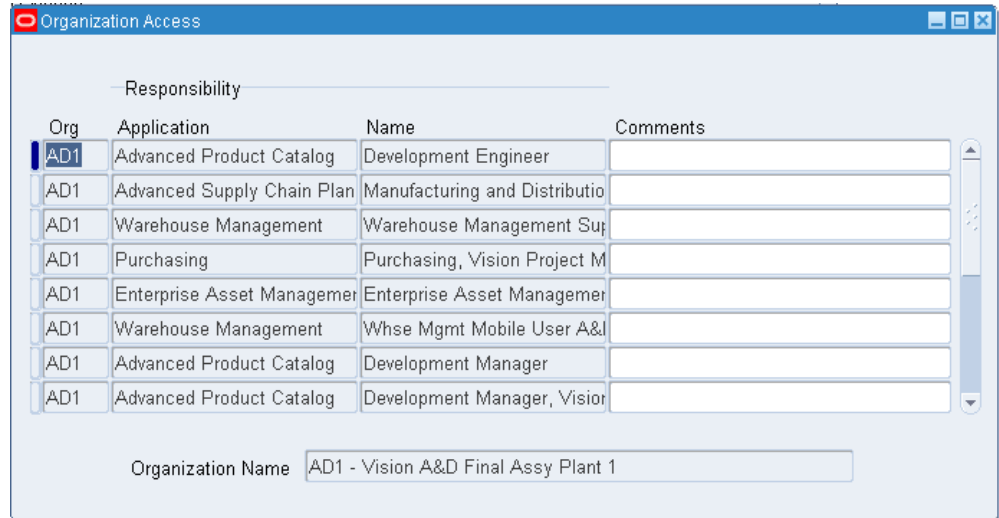 Organization Access
Responsibility
Org Application Name Comments
AD1 Advanced Product Catalog Development Engineer
AD1 Advanced Supply Chain Plan Manufacturing and Distributio
AD1 Warehouse Management Warehouse Management Sup
AD1 Purchasing Purchasing, Vision Project M
AD1 Enterprise Asset Managemer Enterprise Asset Managemer
AD1 Warehouse Management Whse Mgmt Mobile User A&
AD1 Advanced Product Catalog Development Manager
AD1 Advanced Product Catalog Development Manager, Vision
Organization Name AD1 - Vision A&D Final Assy Plant 1